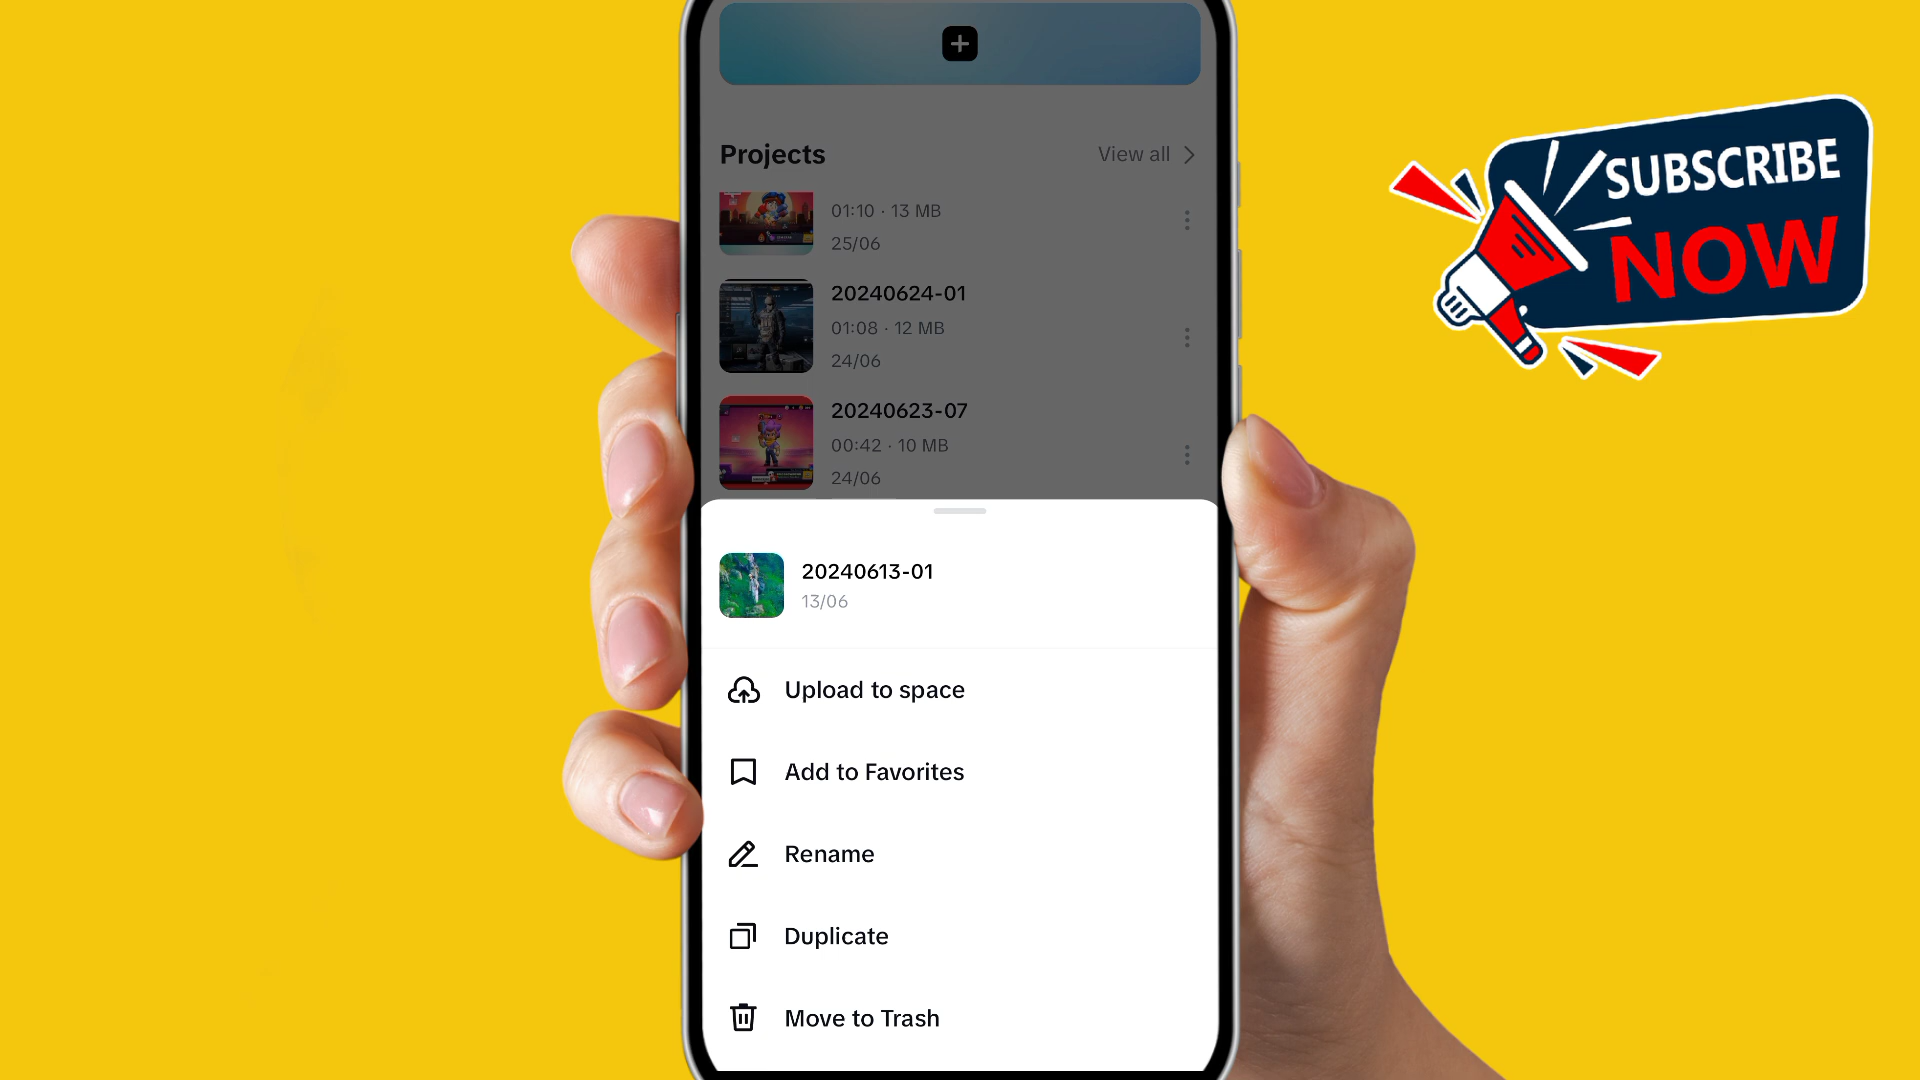 Projects
View all
01:10 · 13 MB
25/06
20240624-01
01:08 · 12 MB
24/06
20240623-07
00:42 · 10 MB
24/06
20240613-01
13/06
Upload to space
Add to Favorites
Rename
Duplicate
Move to Trash
SUBSCRIBE
NOW